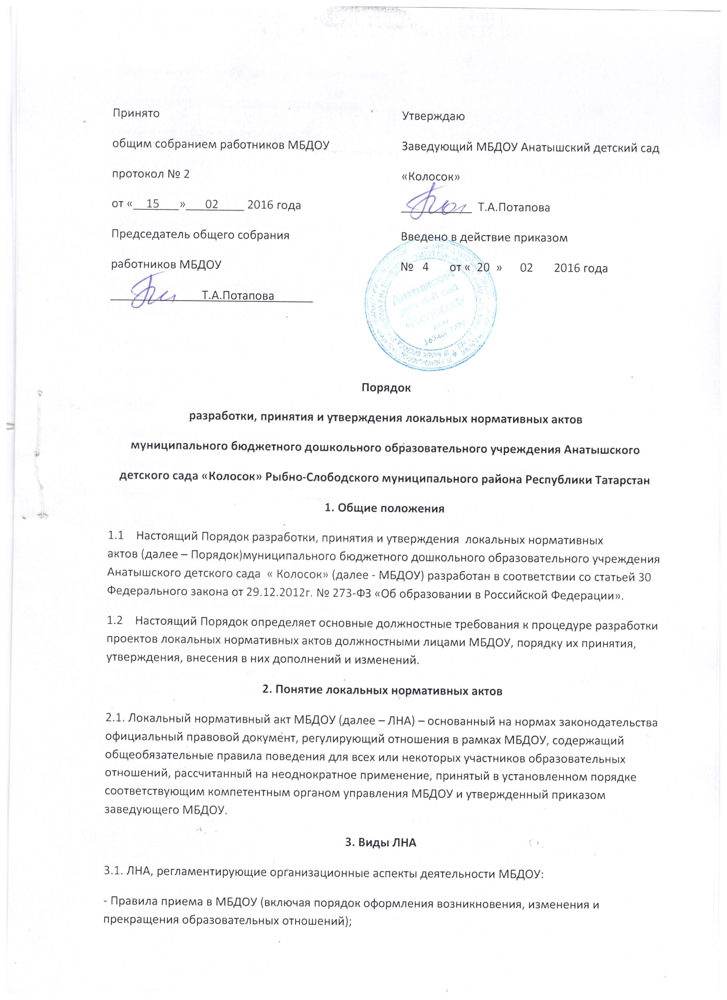 Принято
общим собранием работников МБДОУ
протокол № 2
от «__15___»___02____ 2016 года
Председатель общего собрания
работников МБДОУ
Т.А.Потапова
Утверждаю
Заведующий МБДОУ Анатышский детский сад
«Колосок»
Т.А.Потапова
Введено в действие приказом
№ 4 от « 20 » 02 2016 года
Анатышский
детский сад
«Колосок»
Порядок
разработки, принятия и утверждения локальных нормативных актов
муниципального бюджетного дошкольного образовательного учреждения Анатышского
детского сада «Колосок» Рыбно-Слободского муниципального района Республики Татарстан
1. Общие положения
1.1 Настоящий Порядок разработки, принятия и утверждения локальных нормативных
актов (далее – Порядок)муниципального бюджетного дошкольного образовательного учреждения
Анатышского детского сада « Колосок» (далее - МБДОУ) разработан в соответствии со статьей 30
Федерального закона от 29.12.2012г. № 273-ФЗ «Об образовании в Российской Федерации».
1.2 Настоящий Порядок определяет основные должностные требования к процедуре разработки
проектов локальных нормативных актов должностными лицами МБДОУ, порядку их принятия,
утверждения, внесения в них дополнений и изменений.
2. Понятие локальных нормативных актов
2.1. Локальный нормативный акт МБДОУ (далее – ЛНА) – основанный на нормах законодательства
официальный правовой документ, регулирующий отношения в рамках МБДОУ, содержащий
общеобязательные правила поведения для всех или некоторых участников образовательных
отношений, рассчитанный на неоднократное применение, принятый в установленном порядке
соответствующим компетентным органом управления МБДОУ и утвержденный приказом
заведующего МБДОУ.
3. Виды ЛНА
3.1. ЛНА, регламентирующие организационные аспекты деятельности МБДОУ:
- Правила приема в МБДОУ (включая порядок оформления возникновения, изменения и
прекращения образовательных отношений);